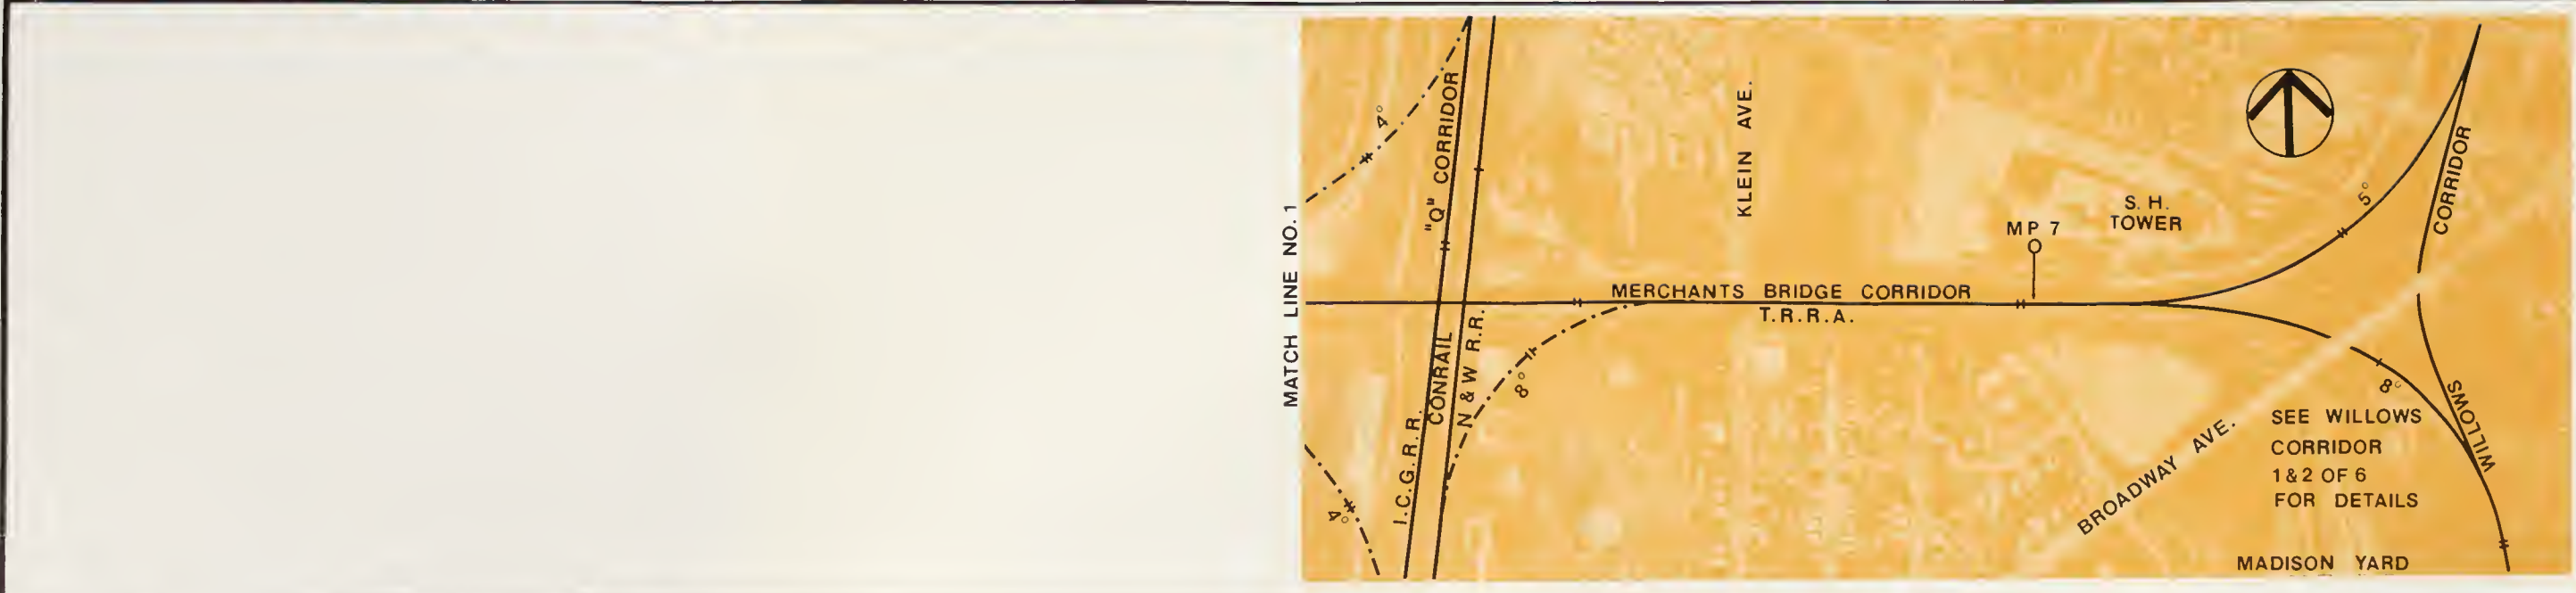 MATCH LINE NO. 1
4°
"Q" CORRIDOR
KLEIN AVE.
MP 7
S. H.
TOWER
5°
CORRIDOR
MERCHANTS BRIDGE CORRIDOR
T.R.R.A.
I.C.G.R.R.
CONRAIL
N & W R.R.
8°
4°
8°
WILLOWS
BROADWAY AVE.
SEE WILLOWS
CORRIDOR
1&2 OF 6
FOR DETAILS
MADISON YARD